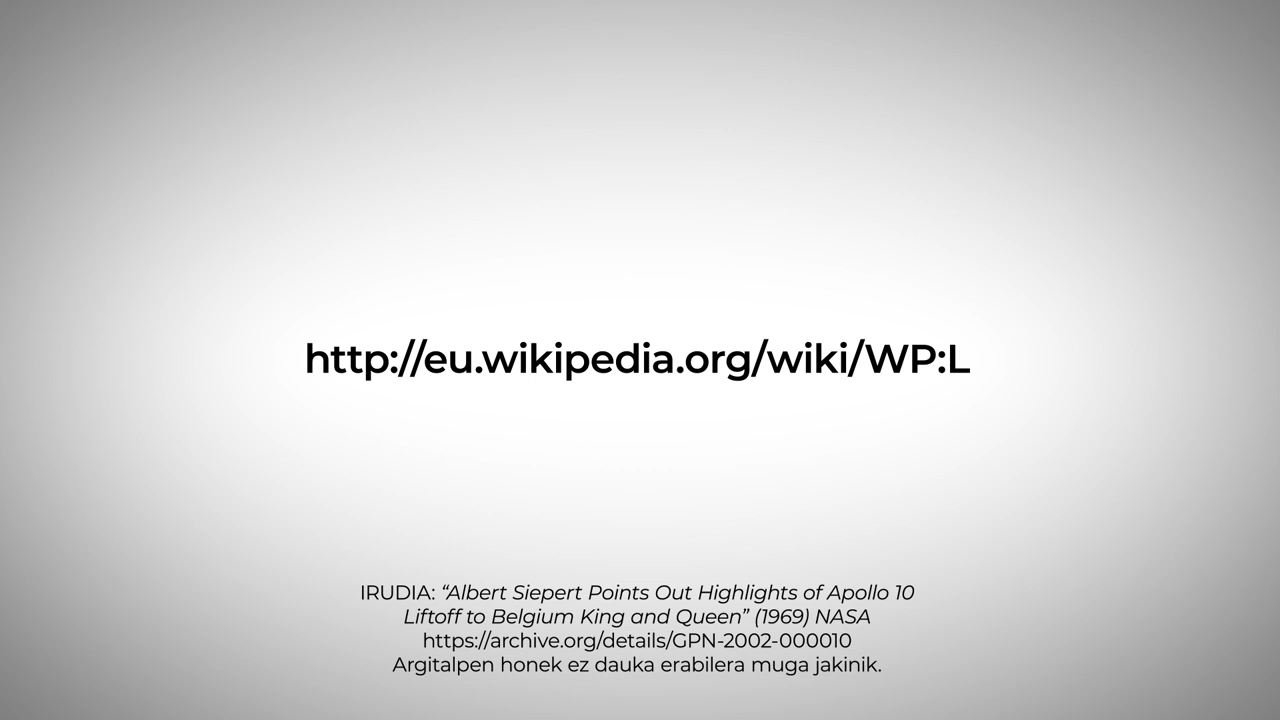 http://eu.wikipedia.org/wiki/WP:L
IRUDIA: “Albert Siepert Points Out Highlights of Apollo 10
Liftoff to Belgium King and Queen” (1969) NASA
https://archive.org/details/GPN-2002-000010
Argitalpen honek ez dauka erabilera muga jakinik.